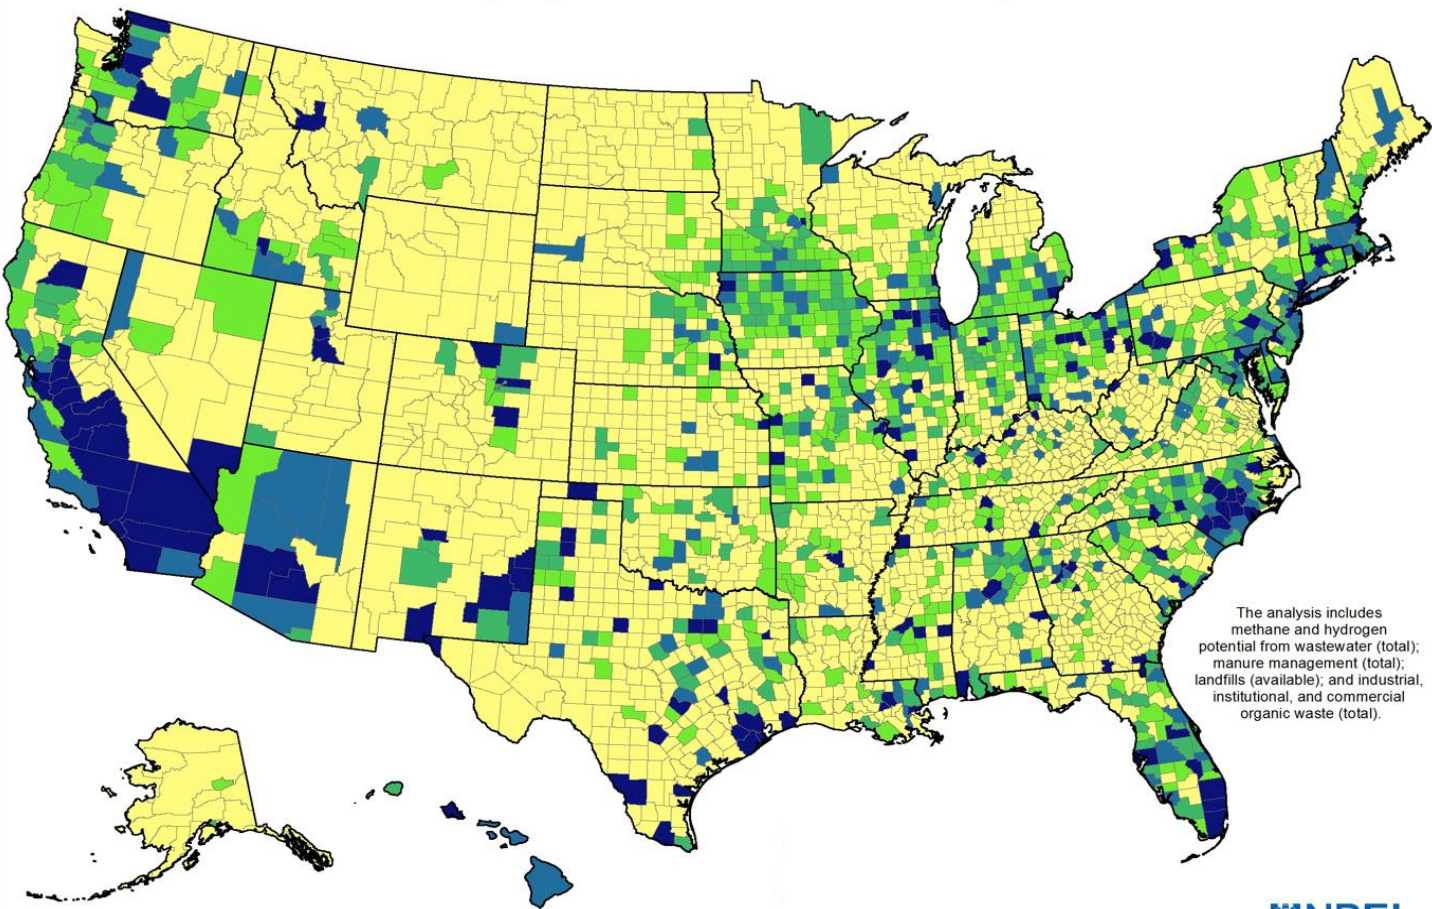 The analysis includes
methane and hydrogen
potential from wastewater (total);
manure management (total);
landfills (available); and industrial,
institutional, and commercial
organic waste (total).
NREL